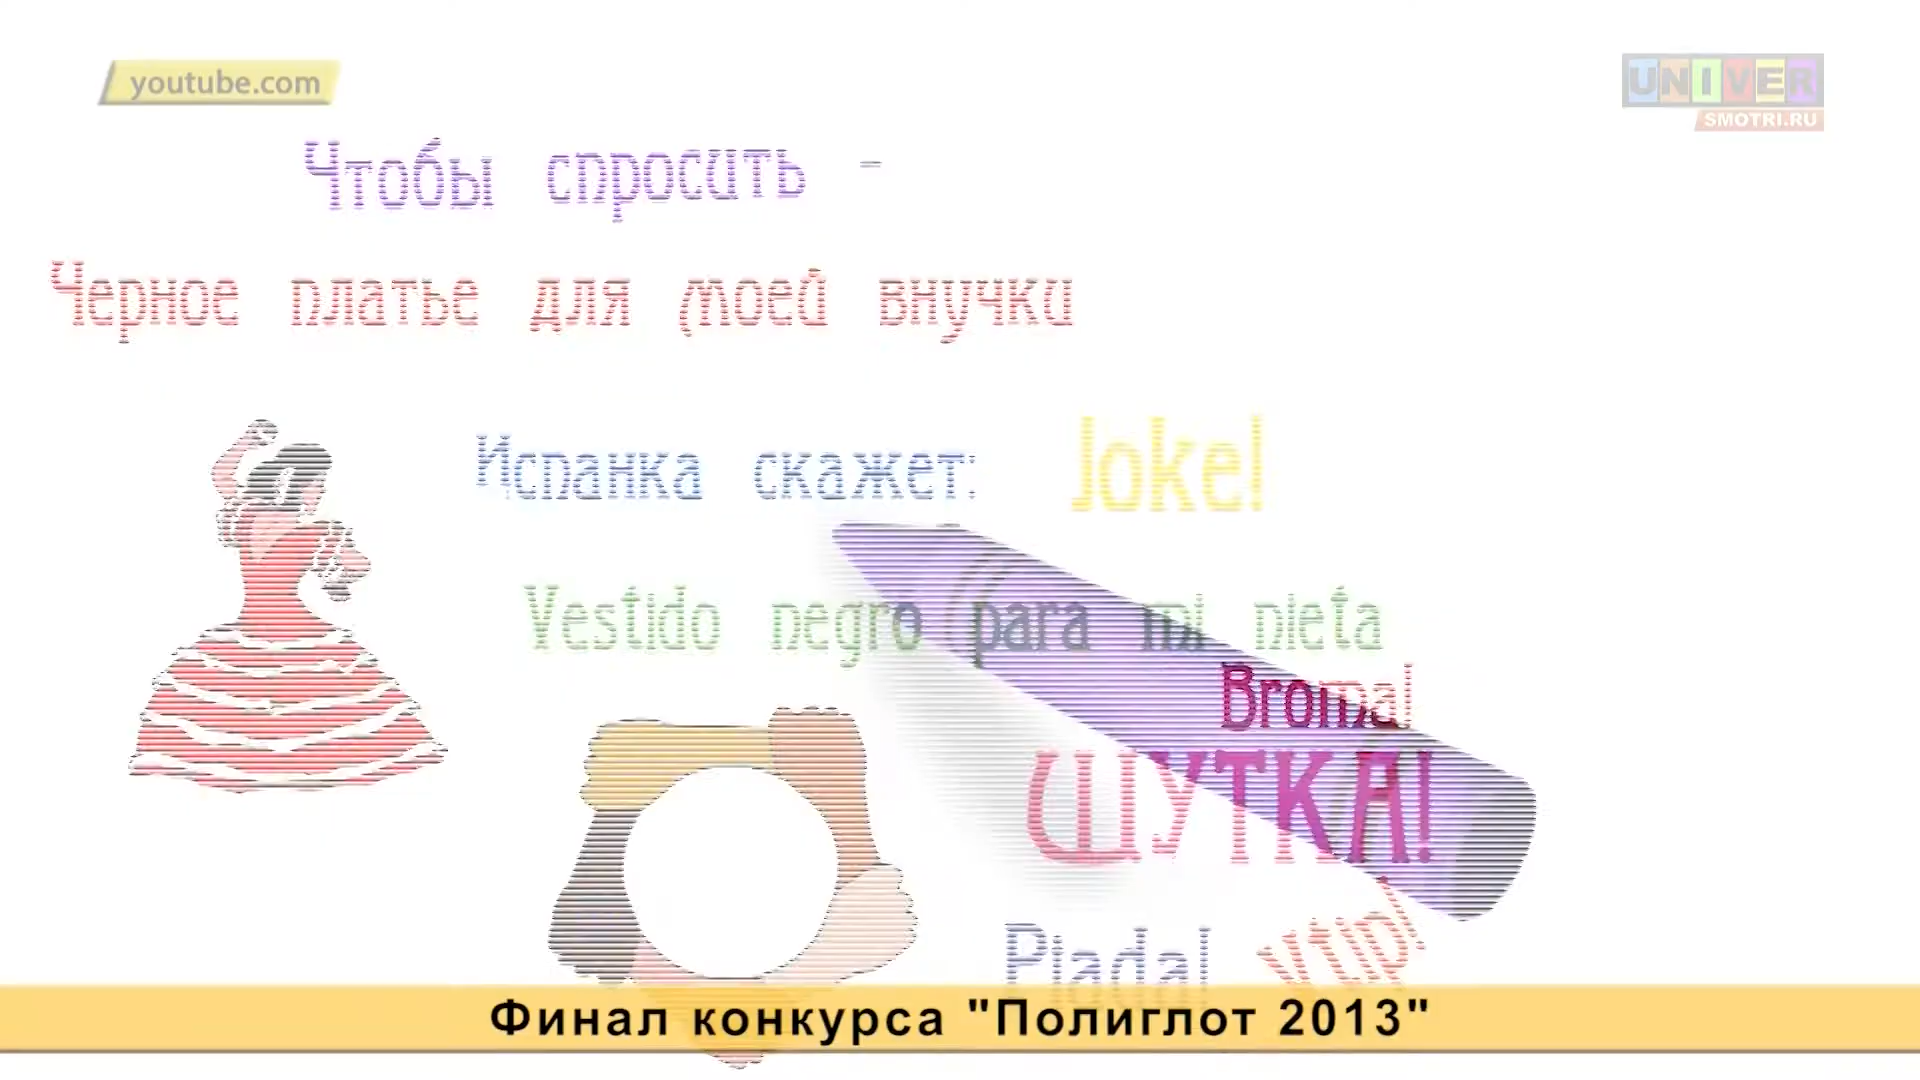 youtube.com
UNIVER
SMOTRI.RU
Чтобы спросить -
Черное платье для моей внучки
Испанка скажет:
Joke!
Vestido negro para mi nieta
Broma!
ШУТКА!
Piada!
vtip!
Финал конкурса "Полиглот 2013"